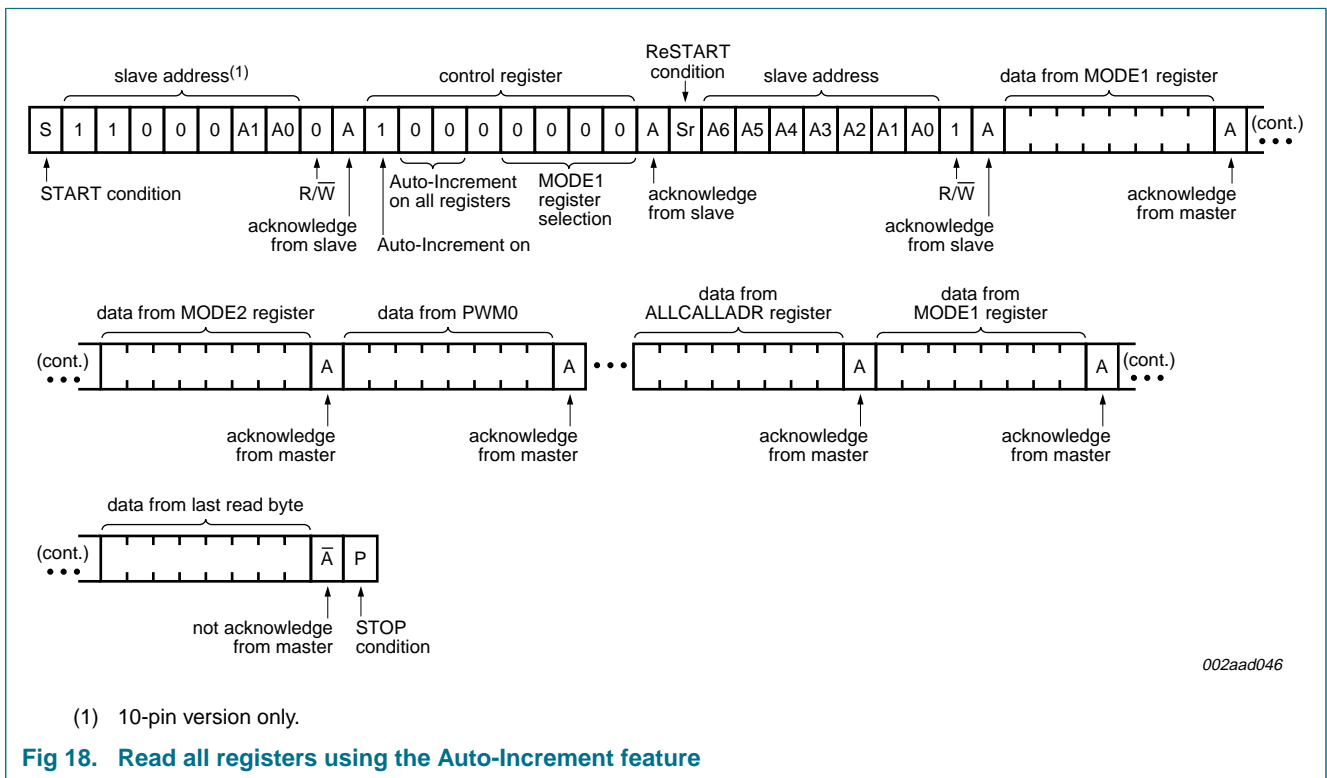 ReSTART
condition
slave address(1)
control register
slave address
data from MODE1 register
S 1 1 0 0 0 A1 A0 0 A 1 0 0 0 0 0 0 0 A Sr A6 A5 A4 A3 A2 A1 A0 1 A A (cont.)
START condition
R/W̅
acknowledge
from slave
Auto-Increment
on all registers
Auto-Increment on
MODE1
register
selection
acknowledge
from slave
R/W̅
acknowledge
from slave
acknowledge
from master
data from MODE2 register
data from PWM0
data from
ALLCALLADR register
data from
MODE1 register
(cont.) A A A A (cont.)
acknowledge
from master
acknowledge
from master
acknowledge
from master
acknowledge
from master
data from last read byte
(cont.) A̅ P
not acknowledge
from master
STOP
condition
002aad046
(1) 10-pin version only.
Fig 18. Read all registers using the Auto-Increment feature